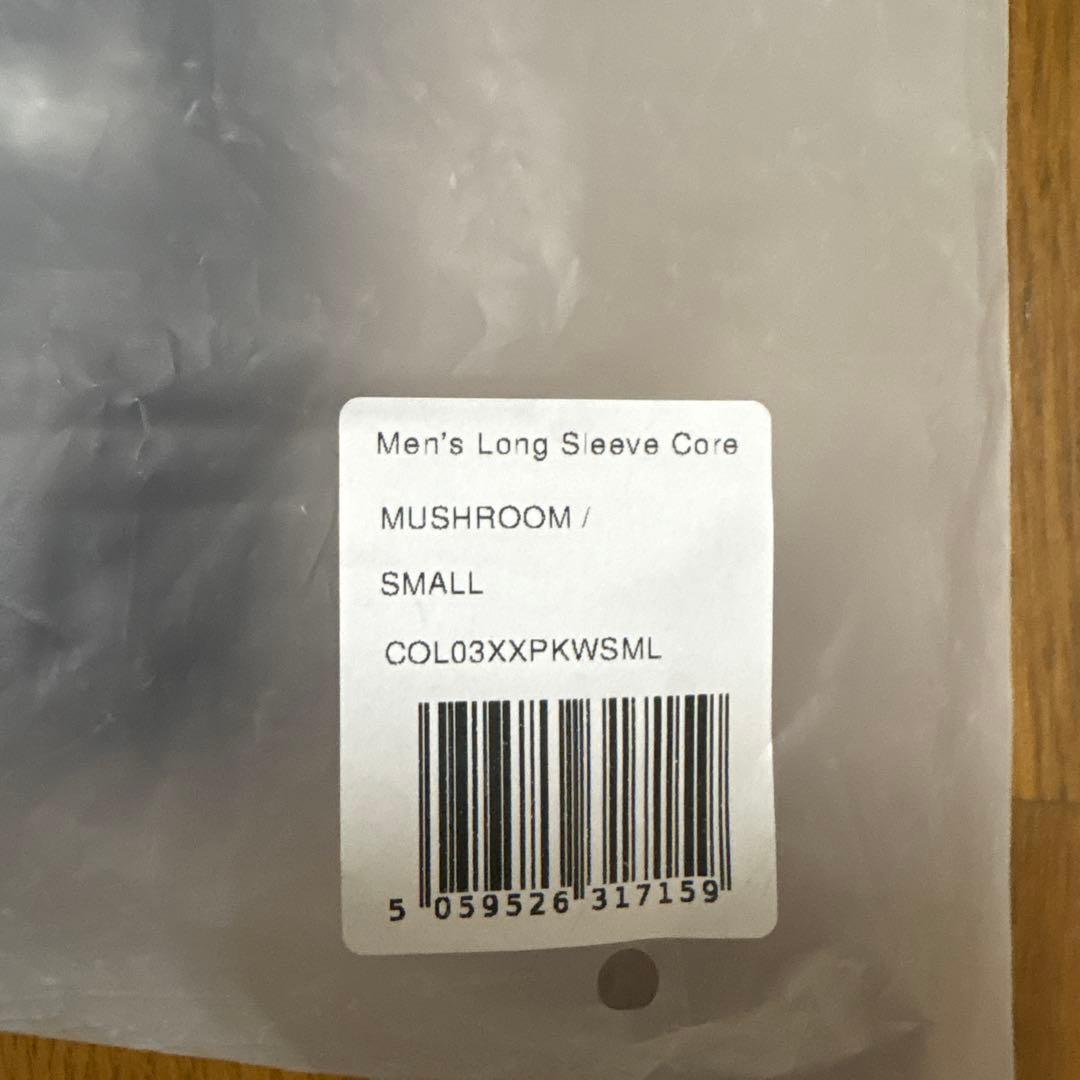 Men's Long Sleeve Core
MUSHROOM /
SMALL
COL03XXPKWSML
5 059526 317159